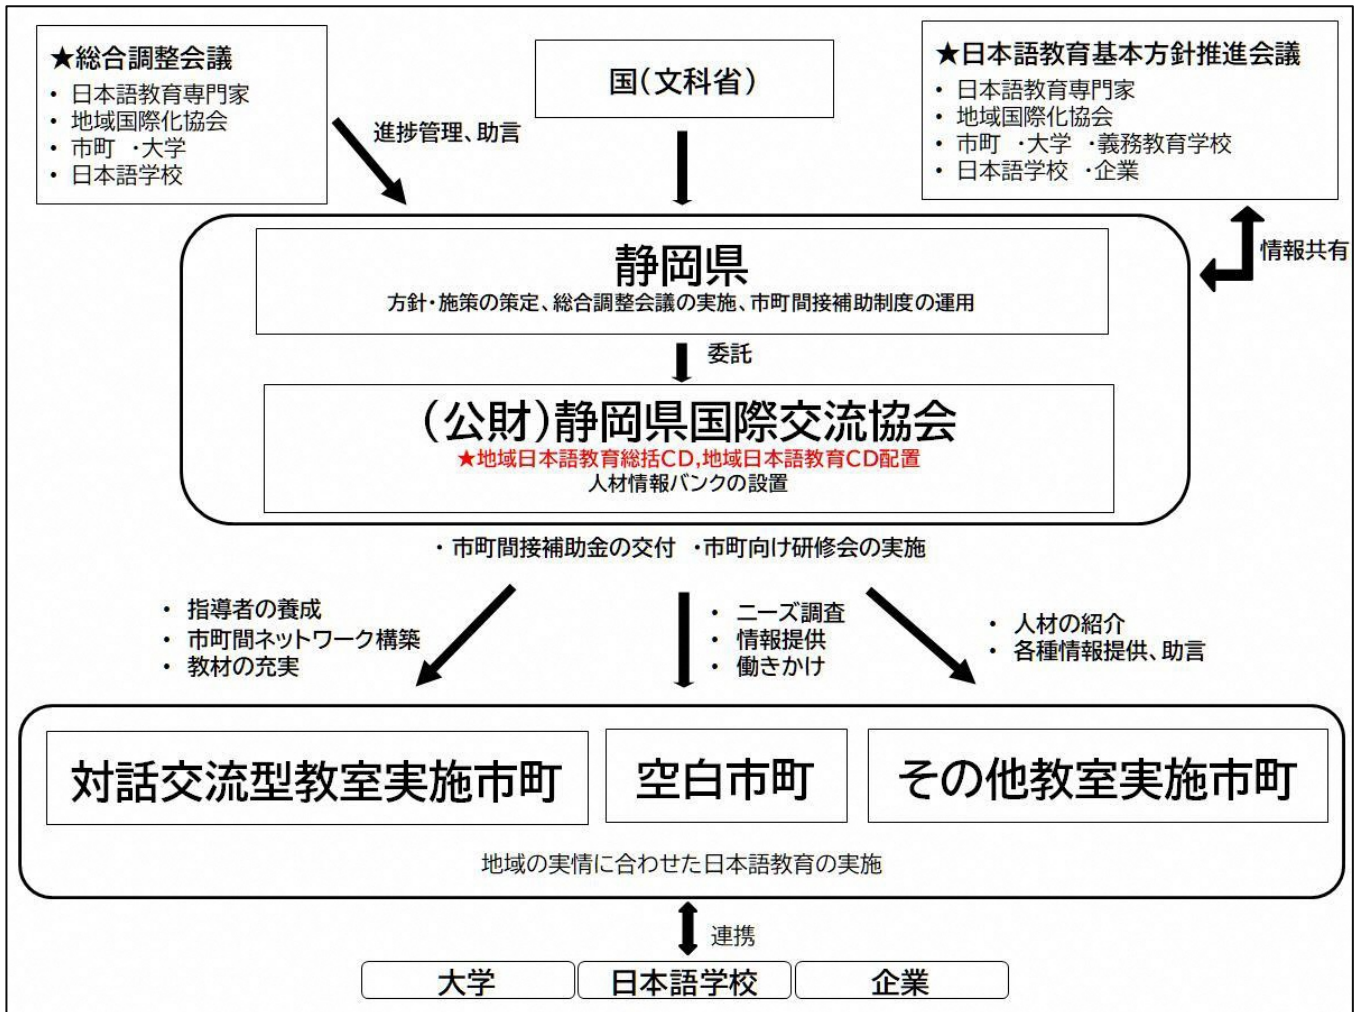 ★総合調整会議
・ 日本語教育専門家
・ 地域国際化協会
・ 市町 ・大学
・ 日本語学校
進捗管理、助言
国(文科省)
★日本語教育基本方針推進会議
・ 日本語教育専門家
・ 地域国際化協会
・ 市町 ・大学 ・義務教育学校
・ 日本語学校 ・企業
情報共有
静岡県
方針・施策の策定、総合調整会議の実施、市町間接補助制度の運用
委託
(公財)静岡県国際交流協会
★地域日本語教育総括CD,地域日本語教育CD配置
人材情報バンクの設置
・市町間接補助金の交付 ・市町向け研修会の実施
・ 指導者の養成
・ 市町間ネットワーク構築
・ 教材の充実
・ ニーズ調査
・ 情報提供
・ 働きかけ
・ 人材の紹介
・ 各種情報提供、助言
対話交流型教室実施市町
空白市町
その他教室実施市町
地域の実情に合わせた日本語教育の実施
連携
大学
日本語学校
企業